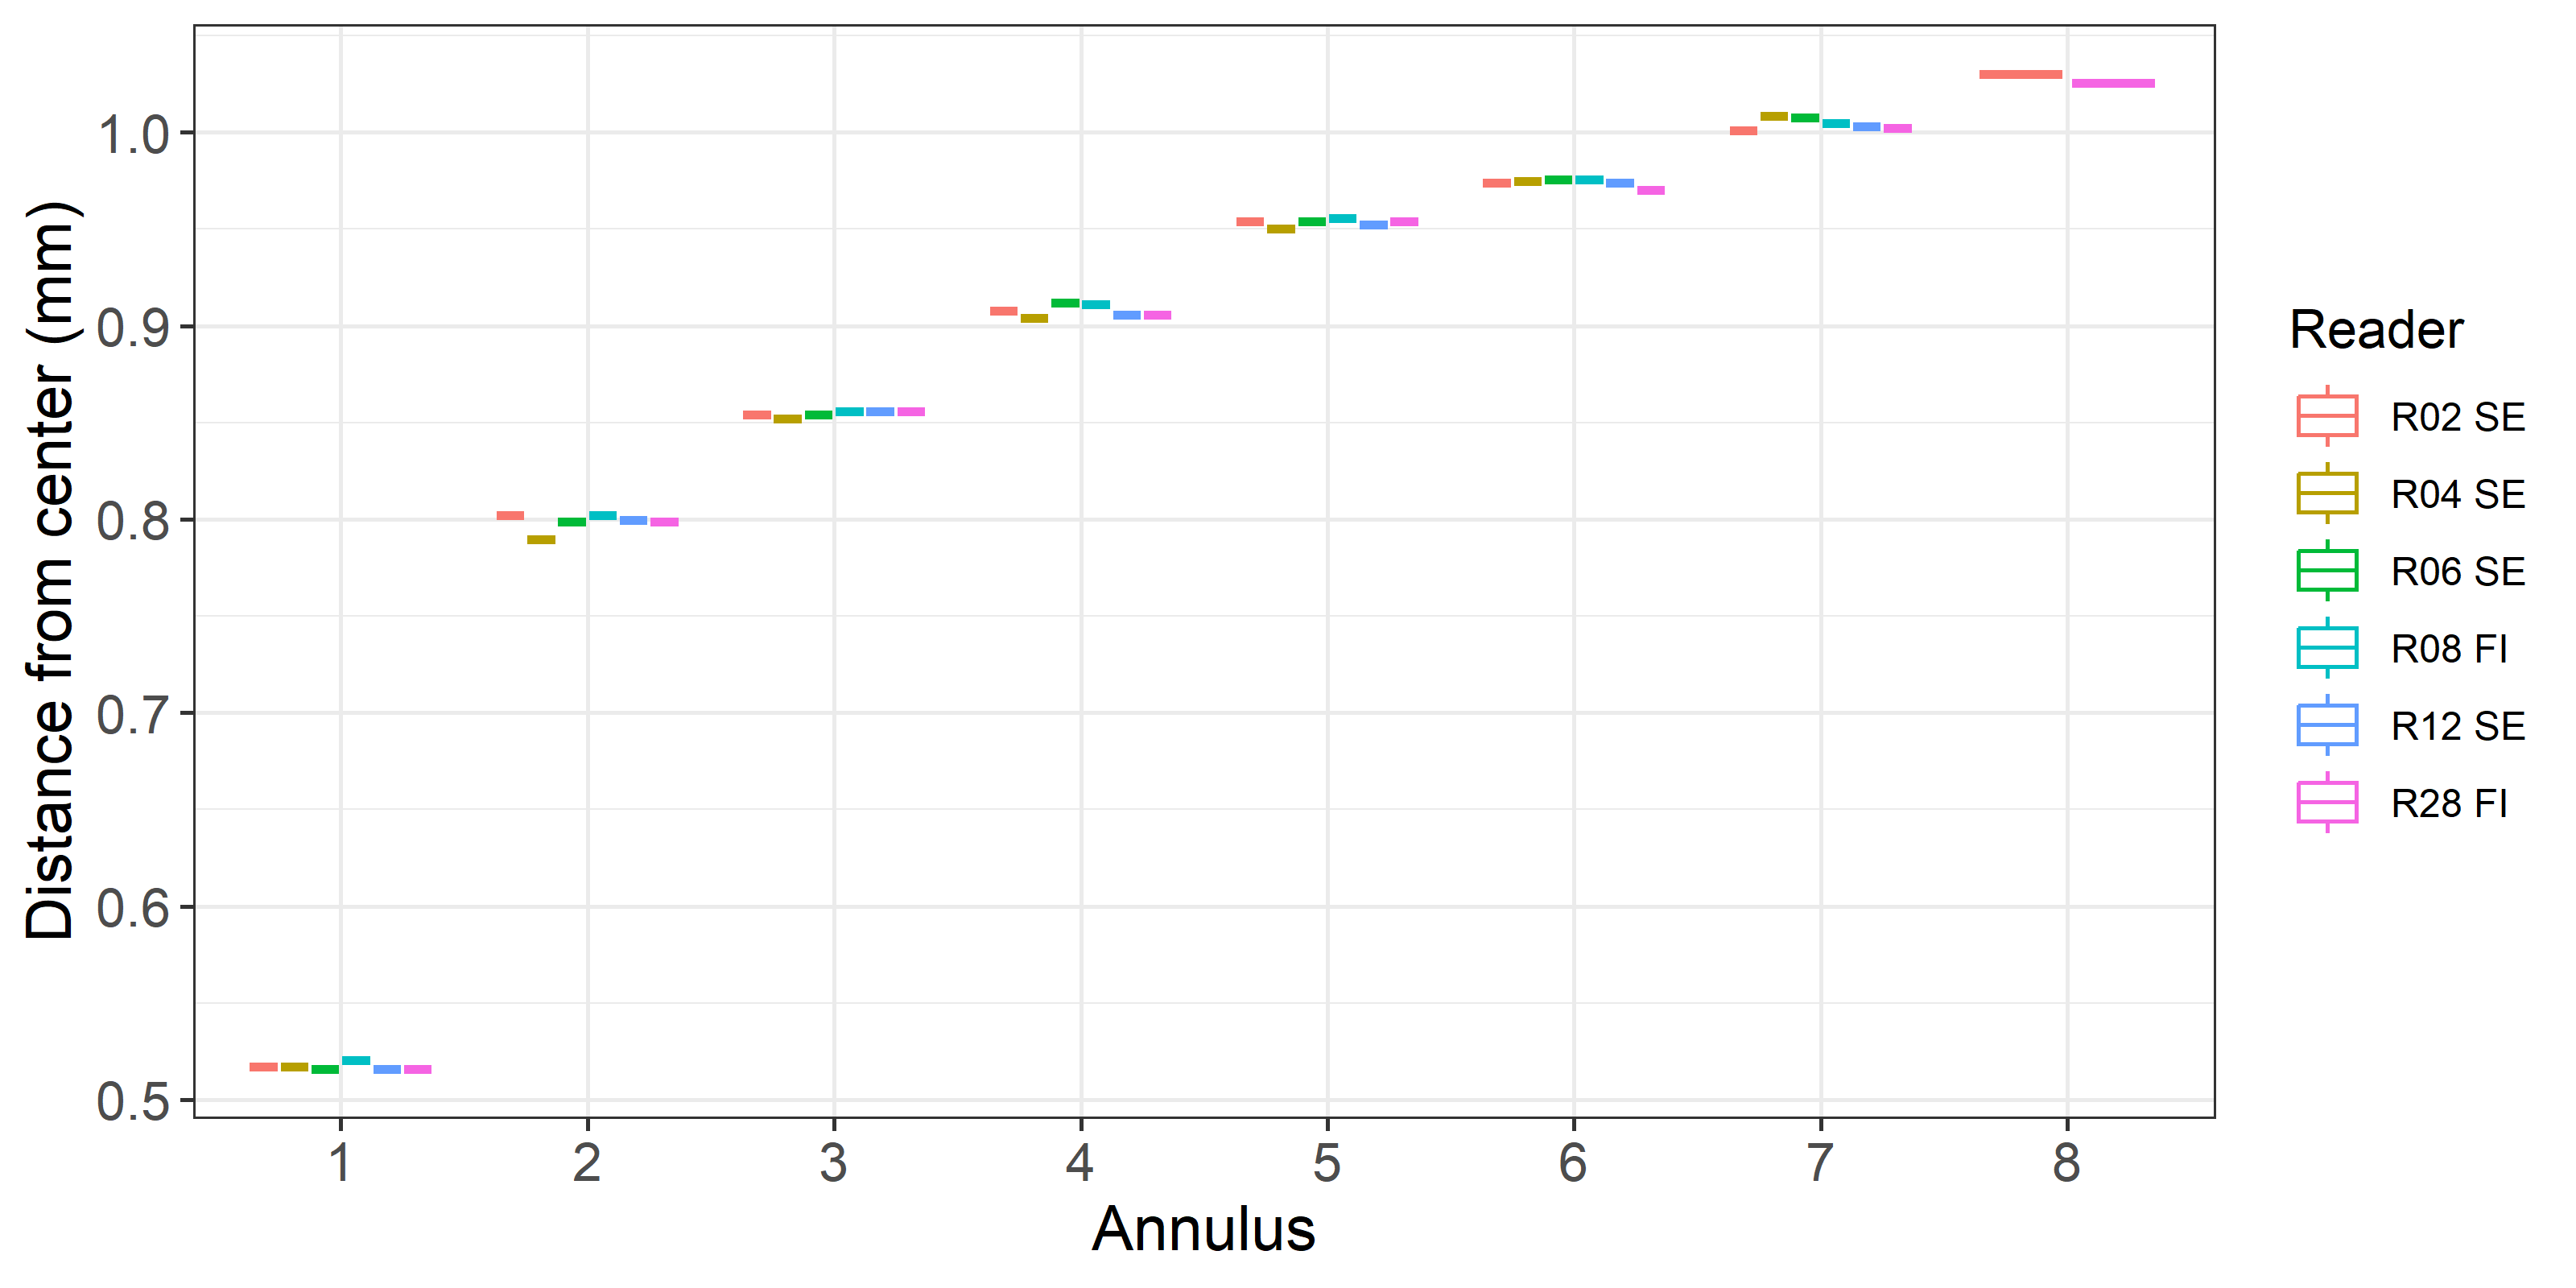 Distance from center (mm)
1.0
0.9
0.8
0.7
0.6
0.5
1 2 3 4 5 6 7 8
Annulus
Reader
R02 SE
R04 SE
R06 SE
R08 FI
R12 SE
R28 FI